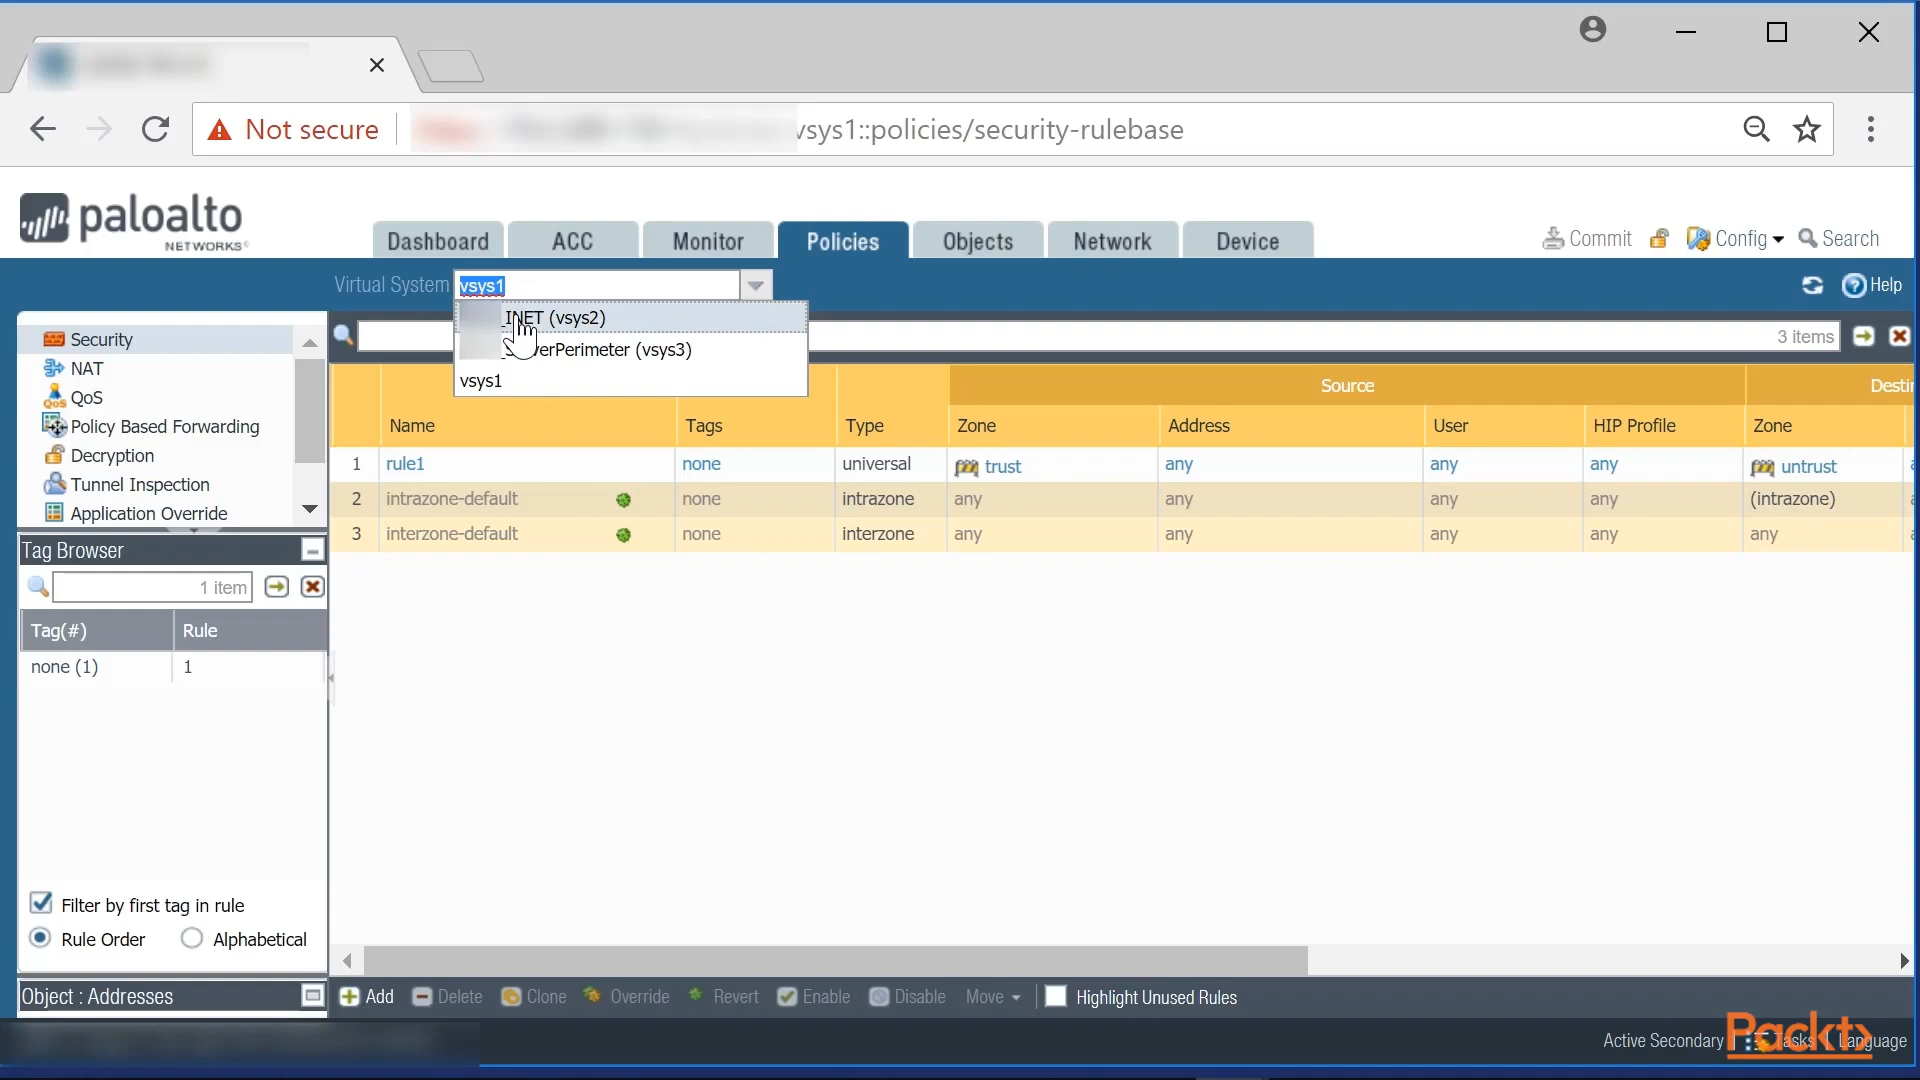 Not secure
vsys1::policies/security-rulebase
paloalto
NETWORKS
Dashboard
ACC
Monitor
Policies
Objects
Network
Device
Commit
Config
Search
Virtual System
vsys1
Help
_INET (vsys2)
verPerimeter (vsys3)
vsys1
3 items
Security
NAT
QoS
Policy Based Forwarding
Decryption
Tunnel Inspection
Application Override
Source
Name Tags Type Zone Address User HIP Profile Zone
1 rule1 none universal trust any any any untrust
2 intrazone-default none intrazone any any any any (intrazone)
3 interzone-default none interzone any any any any any
Tag Browser
1 item
Tag(#) Rule
none (1) 1
Filter by first tag in rule
Rule Order Alphabetical
Object : Addresses
Add Delete Clone Override Revert Enable Disable Move Highlight Unused Rules
Active Secondary Tasks Language
Packt>